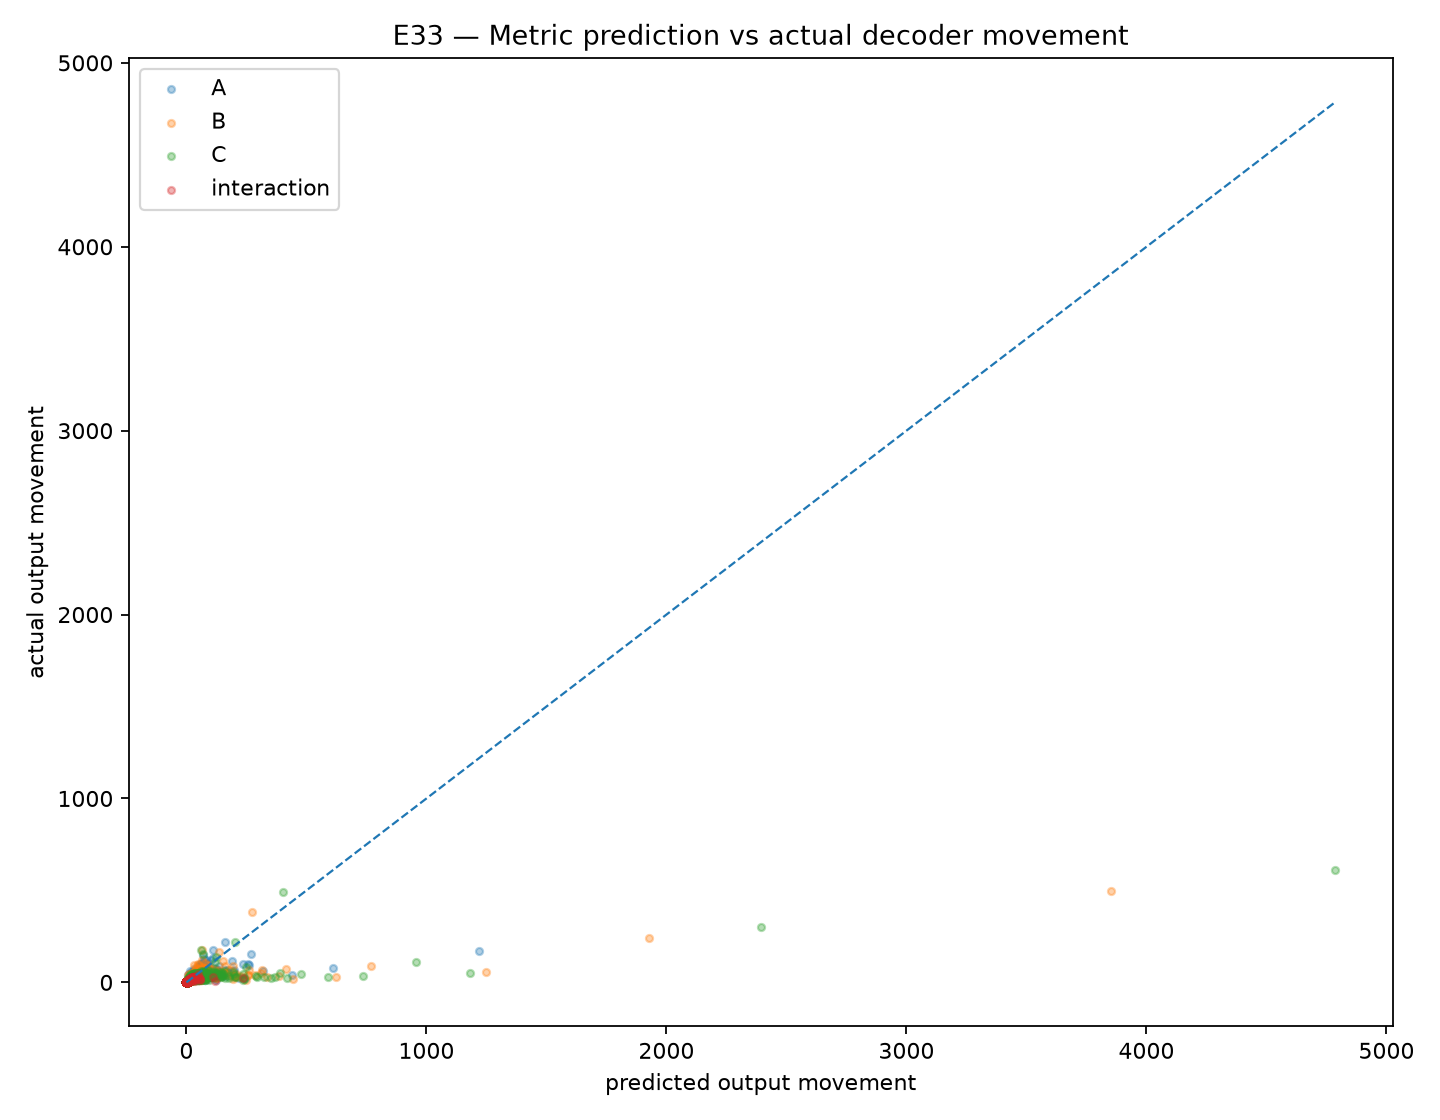 E33 — Metric prediction vs actual decoder movement
A
B
C
interaction
5000
4000
3000
2000
1000
0
actual output movement
0 1000 2000 3000 4000 5000
predicted output movement